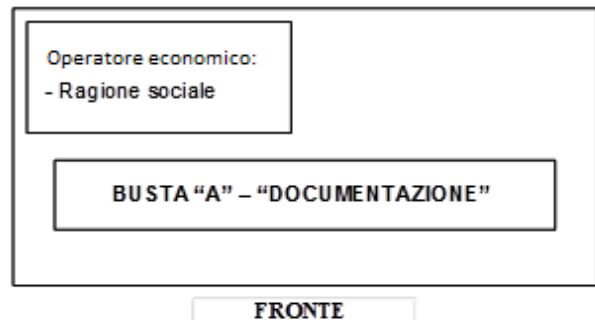 Operatore economico:
- Ragione sociale
BUSTA “A” – “DOCUMENTAZIONE”
FRONTE